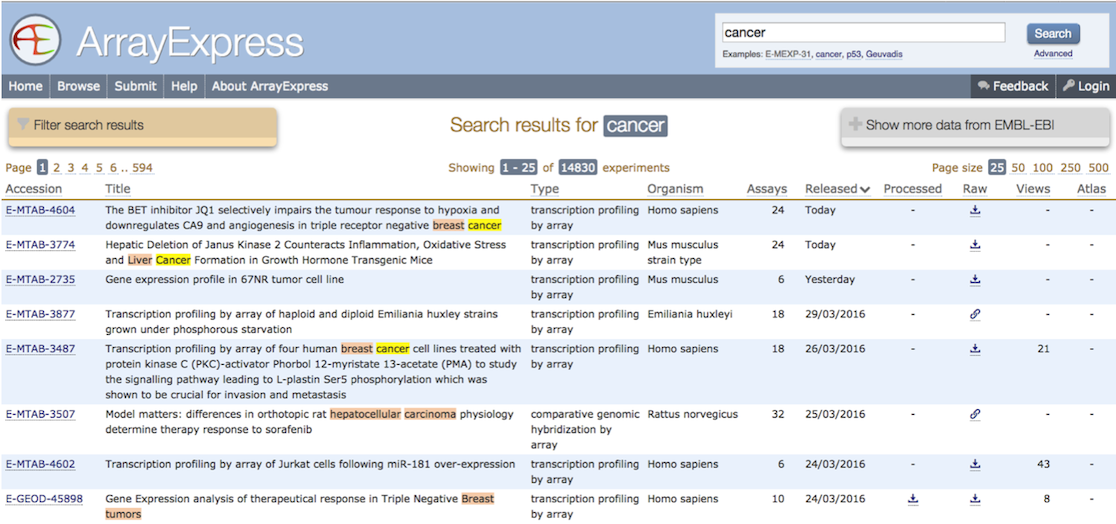 ArrayExpress
cancer
Search
Examples: E-MEXP-31, cancer, p53, Geuvadis
Advanced
Home Browse Submit Help About ArrayExpress Feedback Login
Filter search results
Search results for cancer
Show more data from EMBL-EBI
Page 1 2 3 4 5 6 .. 594 Showing 1 - 25 of 14830 experiments Page size 25 50 100 250 500
Accession Title Type Organism Assays Released Processed Raw Views Atlas
E-MTAB-4604 The BET inhibitor JQ1 selectively impairs the tumour response to hypoxia and transcription profiling Homo sapiens 24 Today - - -
downregulates CA9 and angiogenesis in triple receptor negative breast cancer by array
E-MTAB-3774 Hepatic Deletion of Janus Kinase 2 Counteracts Inflammation, Oxidative Stress transcription profiling Mus musculus 24 Today - - -
and Liver Cancer Formation in Growth Hormone Transgenic Mice by array strain type
E-MTAB-2735 Gene expression profile in 67NR tumor cell line transcription profiling Mus musculus 6 Yesterday - - -
by array
E-MTAB-3877 Transcription profiling by array of haploid and diploid Emiliania huxley strains transcription profiling Emiliania huxleyi 18 29/03/2016 - - -
grown under phosphorous starvation by array
E-MTAB-3487 Transcription profiling by array of four human breast cancer cell lines treated with transcription profiling Homo sapiens 18 26/03/2016 - 21 -
protein kinase C (PKC)-activator Phorbol 12-myristate 13-acetate (PMA) to study by array
the signalling pathway leading to L-plastin Ser5 phosphorylation which was
shown to be crucial for invasion and metastasis
E-MTAB-3507 Model matters: differences in orthotopic rat hepatocellular carcinoma physiology comparative genomic Rattus norvegicus 32 25/03/2016 - - -
determine therapy response to sorafenib hybridization by
array
E-MTAB-4602 Transcription profiling by array of Jurkat cells following miR-181 over-expression transcription profiling Homo sapiens 6 24/03/2016 - 43 -
by array
E-GEOD-45898 Gene Expression analysis of therapeutical response in Triple Negative Breast transcription profiling Homo sapiens 10 24/03/2016 8 -
tumors by array